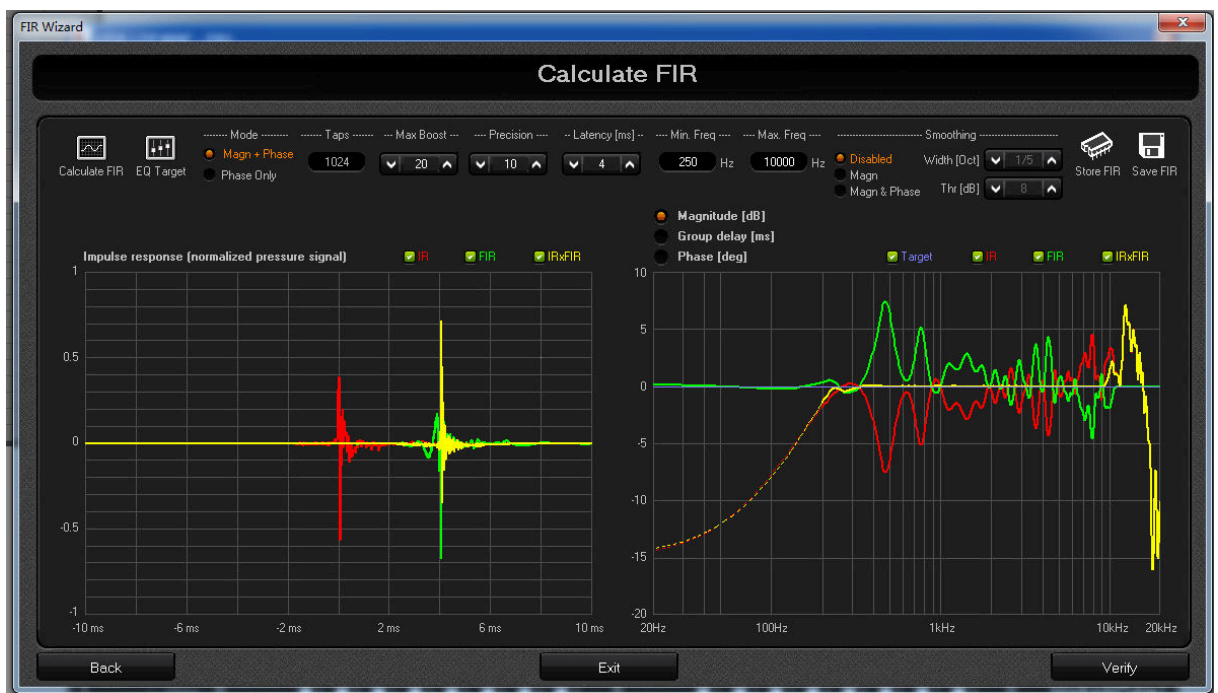 FIR Wizard
Calculate FIR
------- Mode -------- ------ Taps ------ --- Max Boost --- ---- Precision ---- -- Latency [ms] -- ---- Min. Freq ---- ---- Max. Freq ---- -------------------- Smoothing --------------------
Calculate FIR EQ Target Magn + Phase 1024 20 10 4 250 Hz 10000 Hz Disabled Width [Oct] 1/5 Store FIR Save FIR
Phase Only Magn
Magn & Phase Thr [dB] 8
Magnitude [dB]
Group delay [ms]
Phase [deg]
Impulse response (normalized pressure signal) IR FIR IRxFIR
Target IR FIR IRxFIR
1
0.5
0
-0.5
-1
-10 ms -6 ms -2 ms 2 ms 6 ms 10 ms
10
5
0
-5
-10
-15
-20
20Hz 100Hz 1kHz 10kHz 20kHz
Back Exit Verify